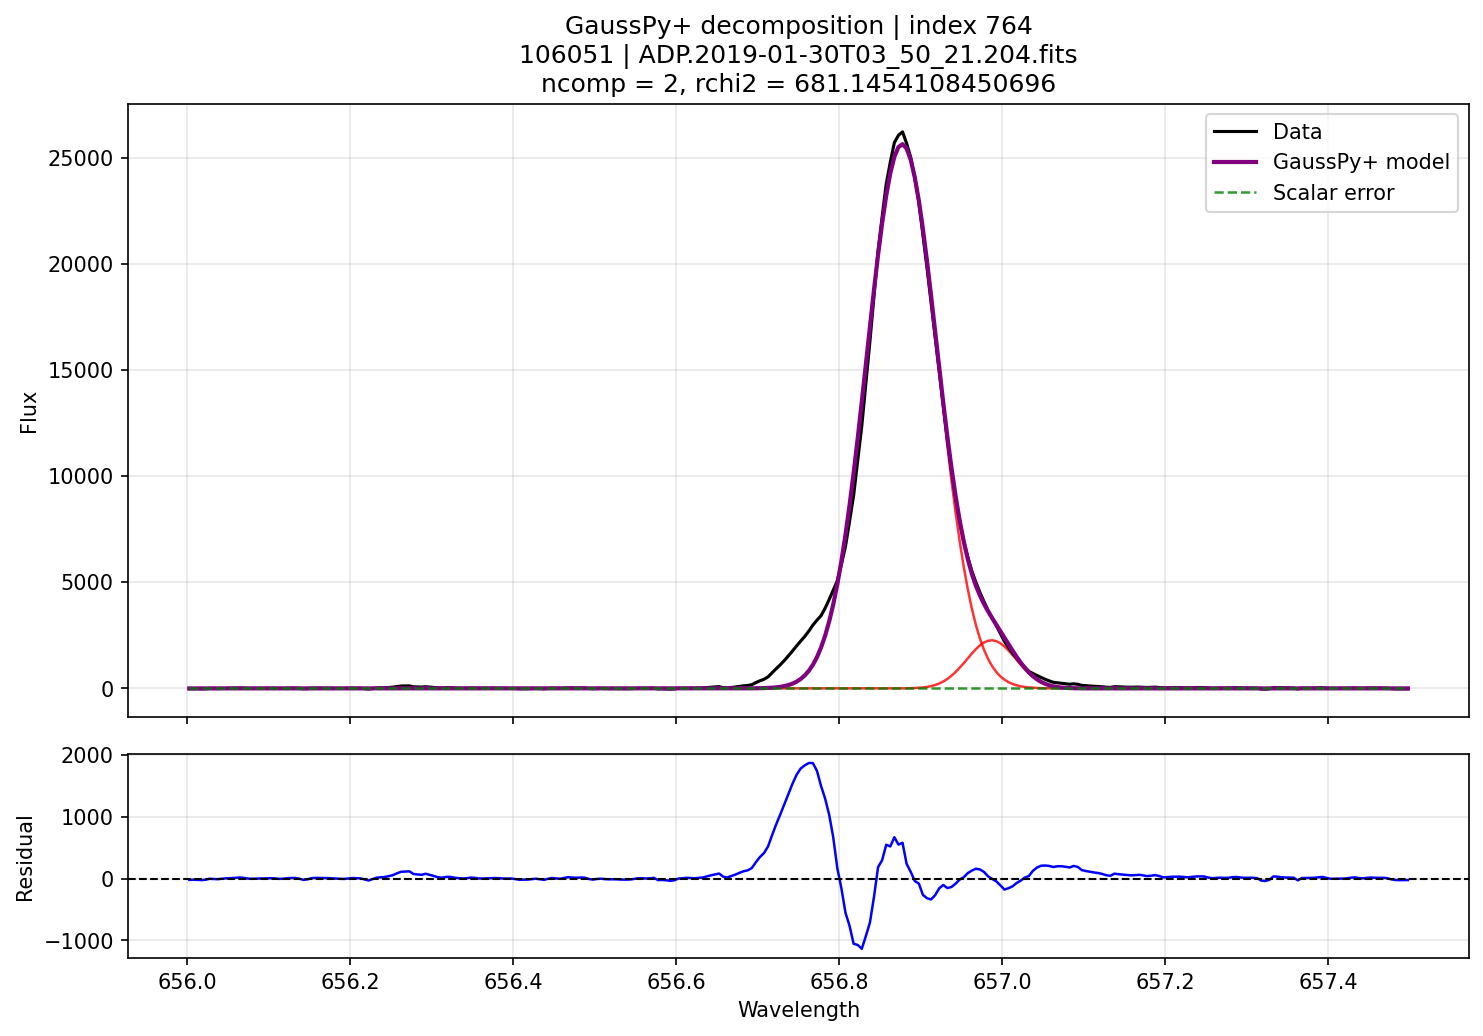 GaussPy+ decomposition | index 764
106051 | ADP.2019-01-30T03_50_21.204.fits
ncomp = 2, rchi2 = 681.1454108450696
Data
GaussPy+ model
Scalar error
25000
20000
15000
10000
5000
0
Flux
2000
1000
0
−1000
Residual
656.0
656.2
656.4
656.6
656.8
657.0
657.2
657.4
Wavelength